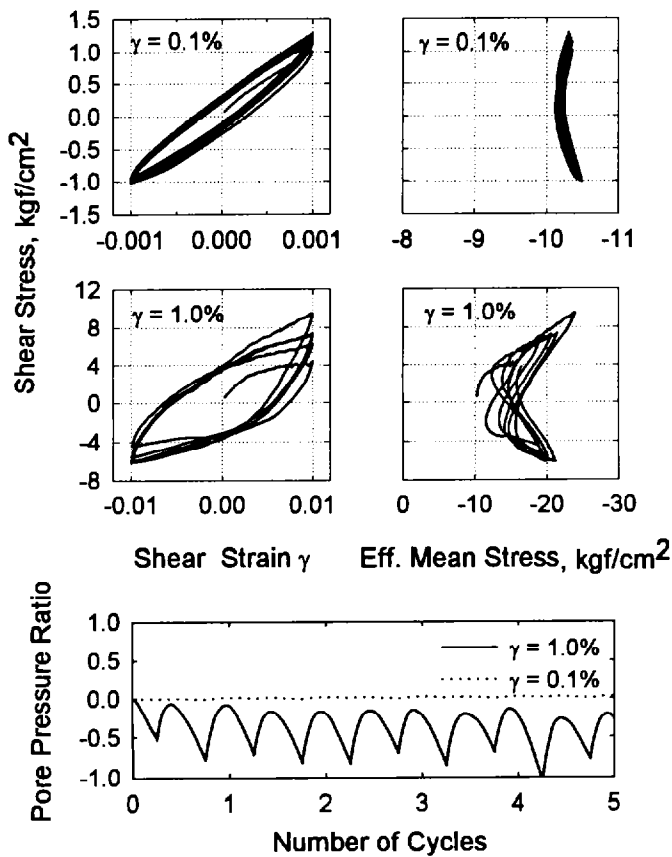 Shear Stress, kgf/cm2
1.5
1.0
0.5
0.0
-0.5
-1.0
-1.5
γ = 0.1%
-0.001 0.000 0.001
γ = 0.1%
-8 -9 -10 -11
12
8
4
0
-4
-8
γ = 1.0%
-0.01 0.00 0.01
γ = 1.0%
0 -10 -20 -30
Shear Strain γ
Eff. Mean Stress, kgf/cm2
Pore Pressure Ratio
1.0
0.5
0.0
-0.5
-1.0
γ = 1.0%
γ = 0.1%
0 1 2 3 4 5
Number of Cycles